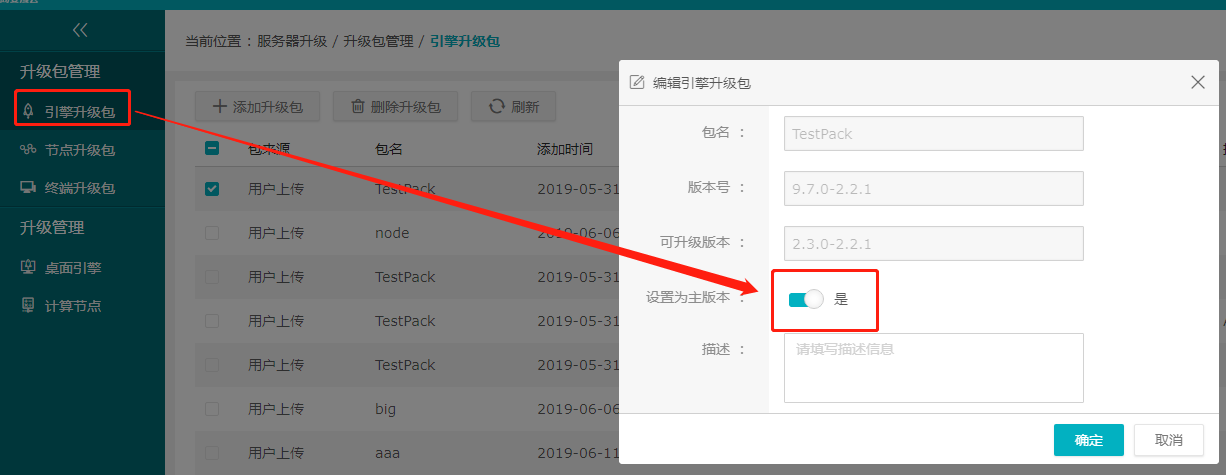 当前位置：服务器升级 / 升级包管理 / 引擎升级包
升级包管理
引擎升级包
节点升级包
终端升级包
升级管理
桌面引擎
计算节点
添加升级包 删除升级包 刷新
包来源 包名 添加时间
用户上传 TestPack 2019-05-31
用户上传 node 2019-06-06
用户上传 TestPack 2019-05-31
用户上传 TestPack 2019-05-31
用户上传 TestPack 2019-05-31
用户上传 big 2019-06-06
用户上传 aaa 2019-06-11
编辑引擎升级包
包名 ： TestPack
版本号 ： 9.7.0-2.2.1
可升级版本 ： 2.3.0-2.2.1
设置为主版本 ： 是
描述 ： 请填写描述信息
确定 取消